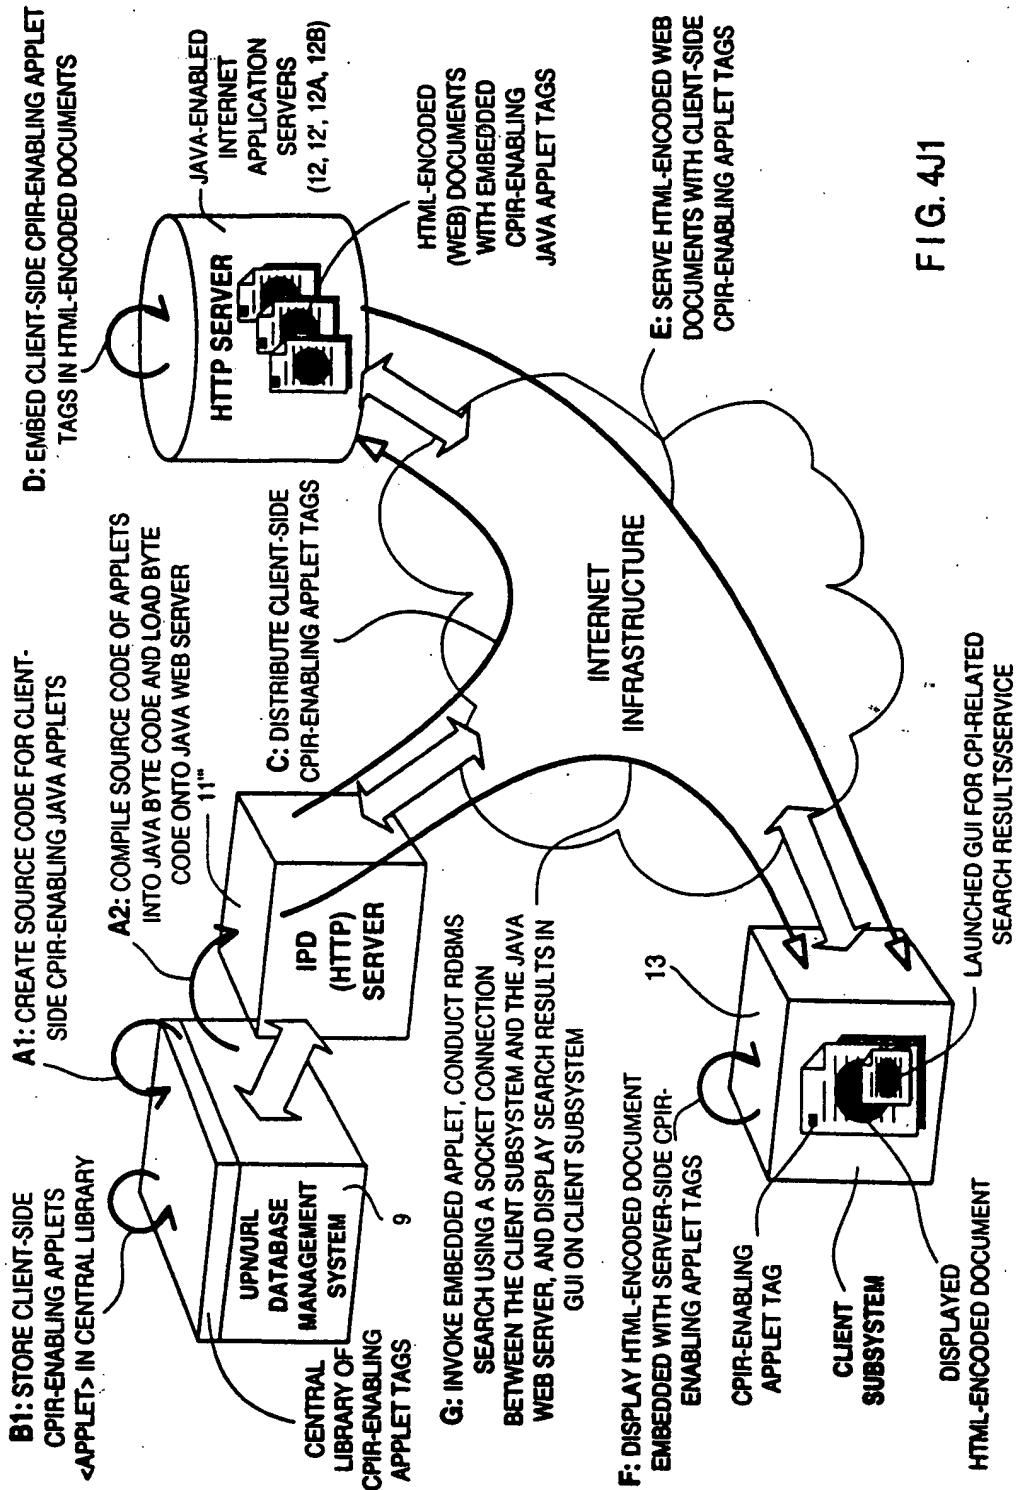 B1: STORE CLIENT-SIDE
CPIR-ENABLING APPLETS
<APPLET> IN CENTRAL LIBRARY
A1: CREATE SOURCE CODE FOR CLIENT-
SIDE CPIR-ENABLING JAVA APPLETS
A2: COMPILE SOURCE CODE OF APPLETS
INTO JAVA BYTE CODE AND LOAD BYTE
CODE ONTO JAVA WEB SERVER
11'''
D: EMBED CLIENT-SIDE CPIR-ENABLING APPLET
TAGS IN HTML-ENCODED DOCUMENTS
JAVA-ENABLED
INTERNET
APPLICATION
SERVERS
(12, 12', 12A, 12B)
HTTP SERVER
HTML-ENCODED
(WEB) DOCUMENTS
WITH EMBEDDED
CPIR-ENABLING
JAVA APPLET TAGS
UPN/URL
DATABASE
MANAGEMENT
SYSTEM
9
IPD
(HTTP)
SERVER
C: DISTRIBUTE CLIENT-SIDE
CPIR-ENABLING APPLET TAGS
CENTRAL
LIBRARY OF
CPIR-ENABLING
APPLET TAGS
G: INVOKE EMBEDDED APPLET, CONDUCT RDBMS
SEARCH USING A SOCKET CONNECTION
BETWEEN THE CLIENT SUBSYSTEM AND THE JAVA
WEB SERVER, AND DISPLAY SEARCH RESULTS IN
GUI ON CLIENT SUBSYSTEM
INTERNET
INFRASTRUCTURE
E: SERVE HTML-ENCODED WEB
DOCUMENTS WITH CLIENT-SIDE
CPIR-ENABLING APPLET TAGS
F: DISPLAY HTML-ENCODED DOCUMENT
EMBEDDED WITH SERVER-SIDE CPIR-
ENABLING APPLET TAGS
13
CPIR-ENABLING
APPLET TAG
CLIENT
SUBSYSTEM
DISPLAYED
HTML-ENCODED DOCUMENT
LAUNCHED GUI FOR CPI-RELATED
SEARCH RESULTS/SERVICE
FIG. 4J1